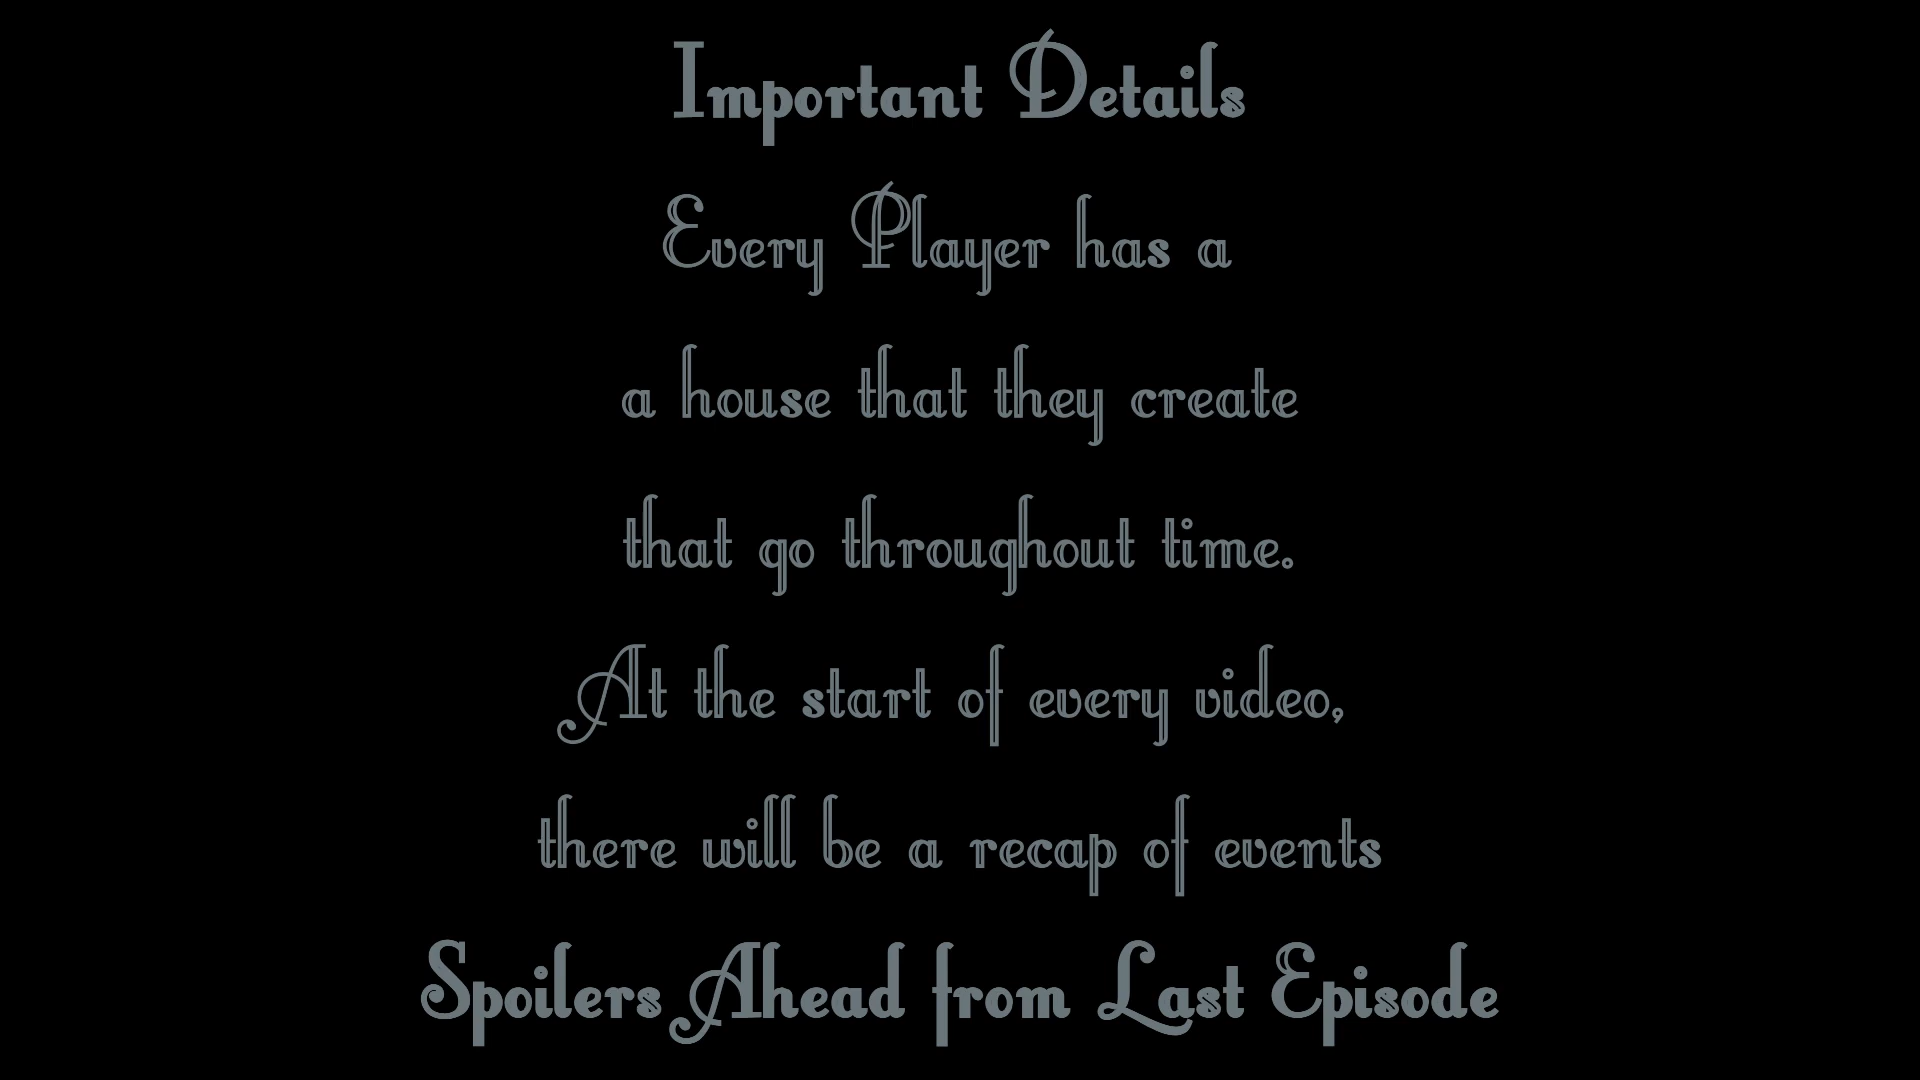 Important Details
Every Player has a
a house that they create
that go throughout time.
At the start of every video,
there will be a recap of events
Spoilers Ahead from Last Episode